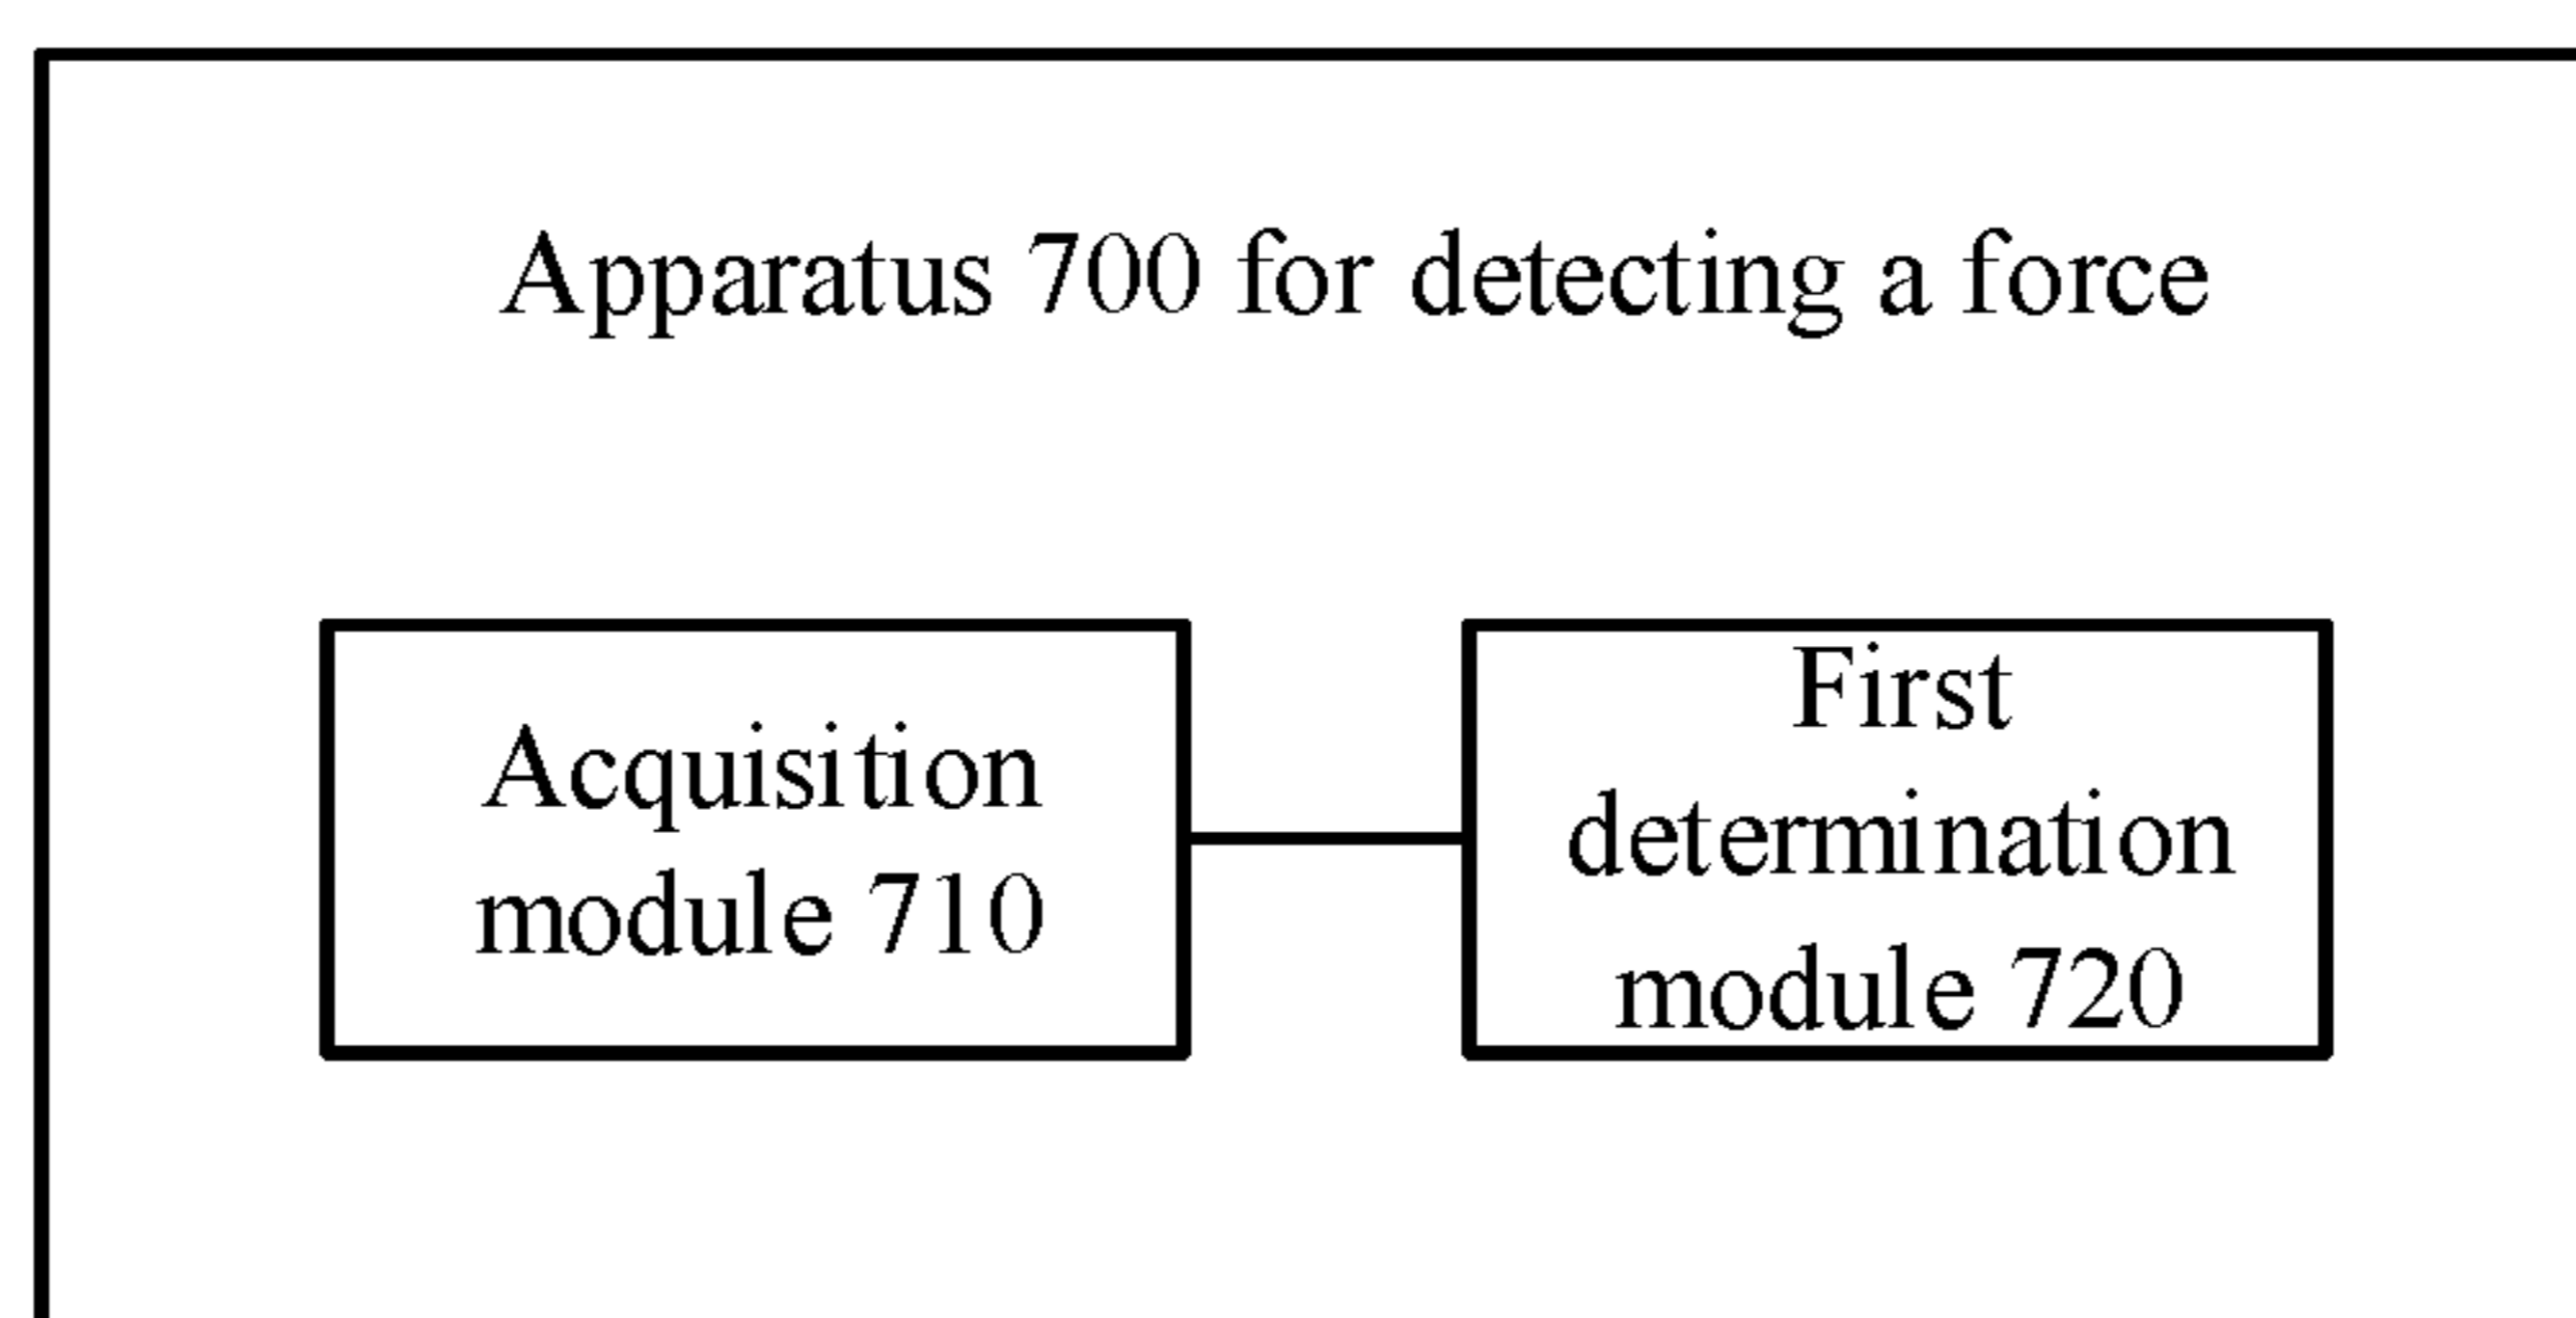 Apparatus 700 for detecting a force
Acquisition
module 710
First
determination
module 720